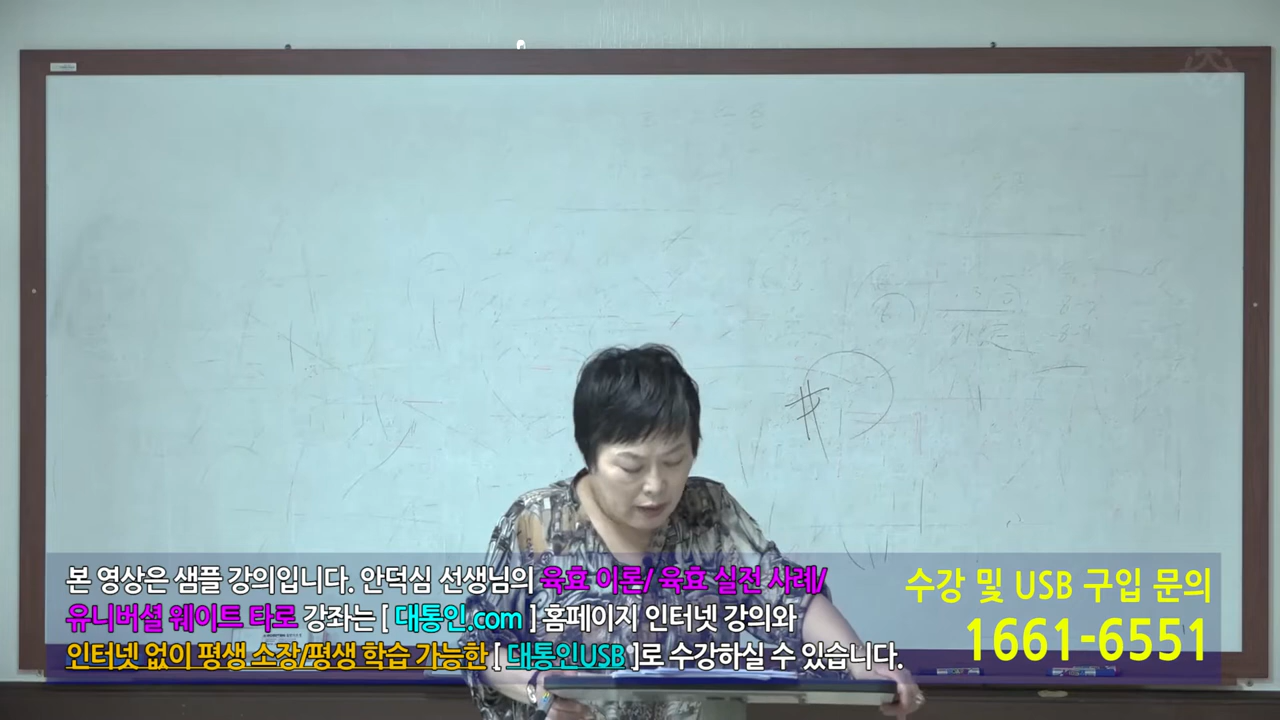 본 영상은 샘플 강의입니다. 안덕심 선생님의 육효 이론/ 육효 실전 사례/
유니버셜 웨이트 타로 강좌는 [ 대통인.com ] 홈페이지 인터넷 강의와
인터넷 없이 평생 소장/평생 학습 가능한 [ 대통인USB ]로 수강하실 수 있습니다.
수강 및 USB 구입 문의
1661-6551